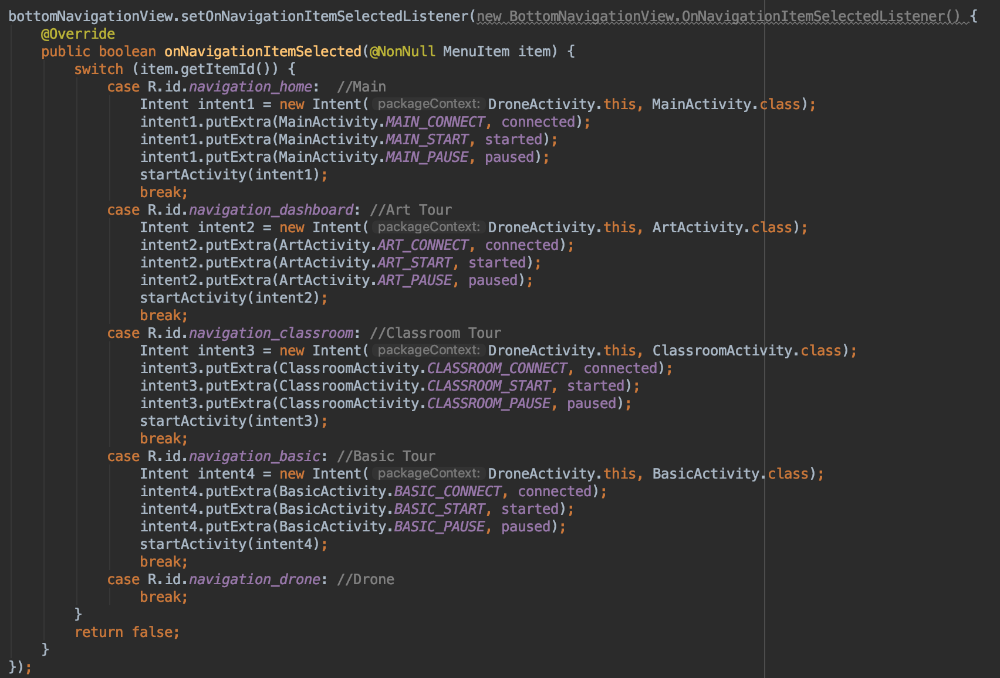 bottomNavigationView.setOnNavigationItemSelectedListener(new BottomNavigationView.OnNavigationItemSelectedListener() {
    @Override
    public boolean onNavigationItemSelected(@NonNull MenuItem item) {
        switch (item.getItemId()) {
            case R.id.navigation_home:  //Main
                Intent intent1 = new Intent( packageContext: DroneActivity.this, MainActivity.class);
                intent1.putExtra(MainActivity.MAIN_CONNECT, connected);
                intent1.putExtra(MainActivity.MAIN_START, started);
                intent1.putExtra(MainActivity.MAIN_PAUSE, paused);
                startActivity(intent1);
                break;
            case R.id.navigation_dashboard: //Art Tour
                Intent intent2 = new Intent( packageContext: DroneActivity.this, ArtActivity.class);
                intent2.putExtra(ArtActivity.ART_CONNECT, connected);
                intent2.putExtra(ArtActivity.ART_START, started);
                intent2.putExtra(ArtActivity.ART_PAUSE, paused);
                startActivity(intent2);
                break;
            case R.id.navigation_classroom: //Classroom Tour
                Intent intent3 = new Intent( packageContext: DroneActivity.this, ClassroomActivity.class);
                intent3.putExtra(ClassroomActivity.CLASSROOM_CONNECT, connected);
                intent3.putExtra(ClassroomActivity.CLASSROOM_START, started);
                intent3.putExtra(ClassroomActivity.CLASSROOM_PAUSE, paused);
                startActivity(intent3);
                break;
            case R.id.navigation_basic: //Basic Tour
                Intent intent4 = new Intent( packageContext: DroneActivity.this, BasicActivity.class);
                intent4.putExtra(BasicActivity.BASIC_CONNECT, connected);
                intent4.putExtra(BasicActivity.BASIC_START, started);
                intent4.putExtra(BasicActivity.BASIC_PAUSE, paused);
                startActivity(intent4);
                break;
            case R.id.navigation_drone: //Drone
                break;
        }
        return false;
    }
});